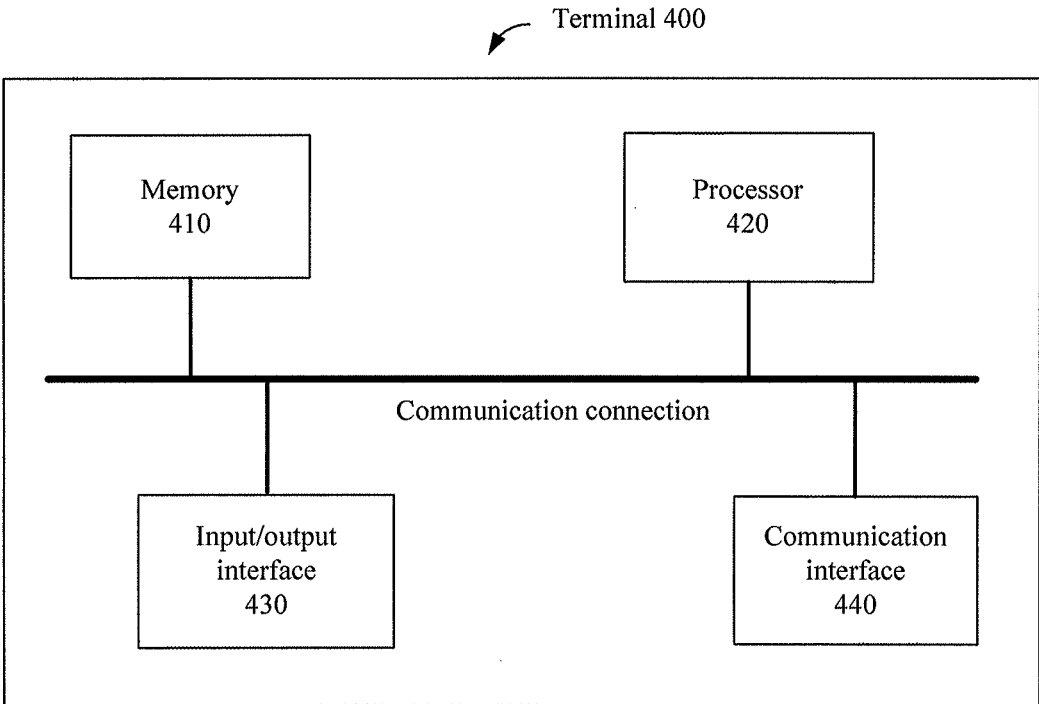 Terminal 400
Memory
410
Processor
420
Communication connection
Input/output
interface
430
Communication
interface
440